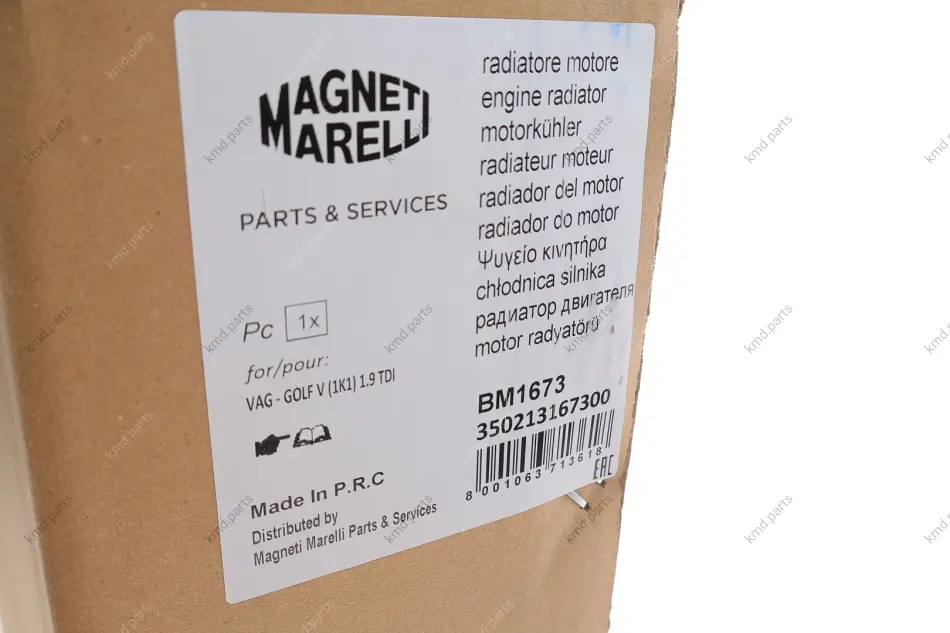 MAGNETI
MARELLI
PARTS & SERVICES
Pc 1x
for/pour:
VAG - GOLF V (1K1) 1.9 TDI
Made In P.R.C
Distributed by
Magneti Marelli Parts & Services
radiatore motore
engine radiator
motorkühler
radiateur moteur
radiador del motor
radiador do motor
Ψυγείο κινητήρα
chłodnica silnika
радиатор двигателя
motor radyatörü
BM1673
350213167300
8 001063 713618
EAC
kmd.parts